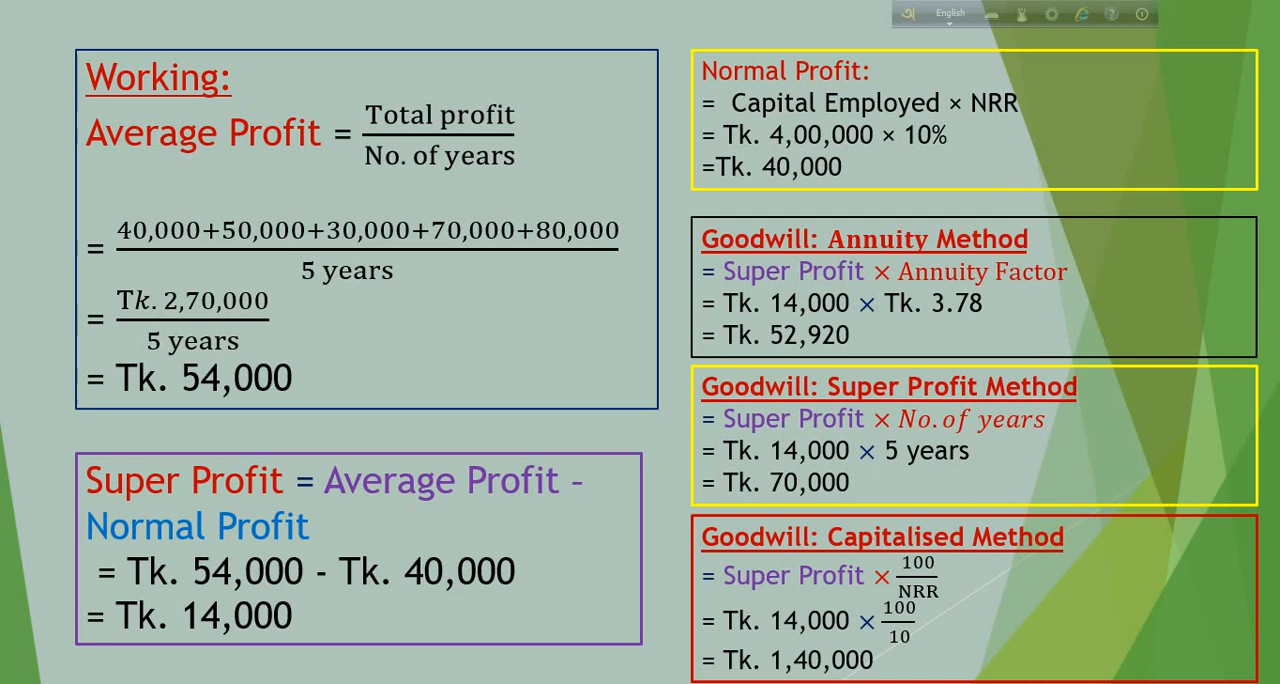 English
Working:
Average Profit = Total profit / No. of years
= 40,000+50,000+30,000+70,000+80,000 / 5 years
= Tk. 2,70,000 / 5 years
= Tk. 54,000
Super Profit = Average Profit –
Normal Profit
= Tk. 54,000 - Tk. 40,000
= Tk. 14,000
Normal Profit:
= Capital Employed × NRR
= Tk. 4,00,000 × 10%
=Tk. 40,000
Goodwill: Annuity Method
= Super Profit × Annuity Factor
= Tk. 14,000 × Tk. 3.78
= Tk. 52,920
Goodwill: Super Profit Method
= Super Profit × No. of years
= Tk. 14,000 × 5 years
= Tk. 70,000
Goodwill: Capitalised Method
= Super Profit × 100 / NRR
= Tk. 14,000 × 100 / 10
= Tk. 1,40,000